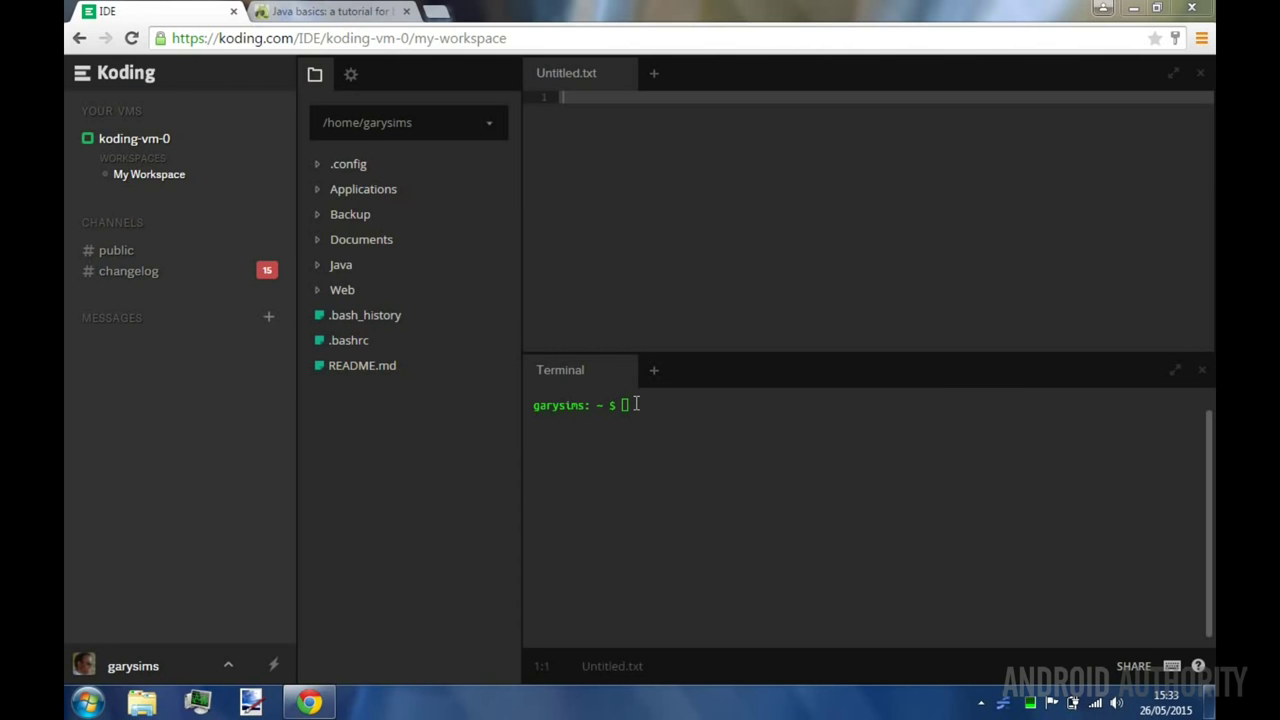 IDE
Java basics: a tutorial for
https://koding.com/IDE/koding-vm-0/my-workspace
Koding
YOUR VMS
koding-vm-0
WORKSPACES
My Workspace
CHANNELS
# public
# changelog 15
MESSAGES +
garysims
/home/garysims
.config
Applications
Backup
Documents
Java
Web
.bash_history
.bashrc
README.md
Untitled.txt +
1
Terminal +
garysims: ~ $
1:1 Untitled.txt
SHARE
ANDROID AUTHORITY
15:33
26/05/2015